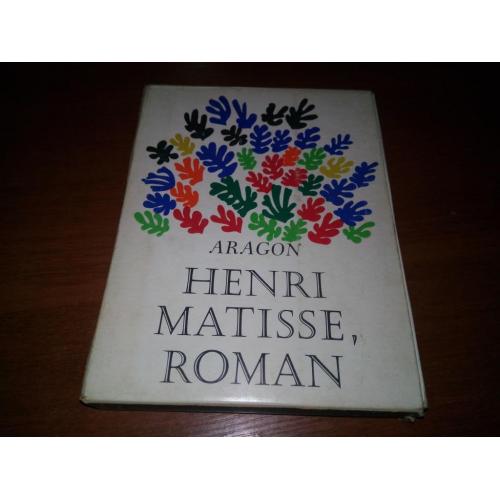 ARAGON
HENRI
MATISSE,
ROMAN